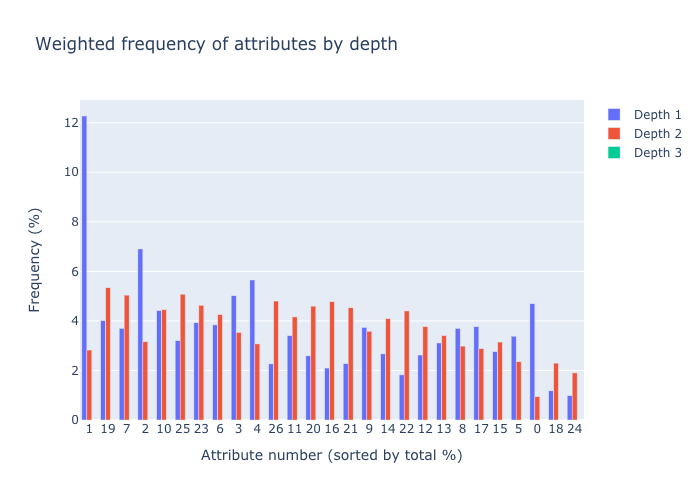 Weighted frequency of attributes by depth
Depth 1
Depth 2
Depth 3
Frequency (%)
12
10
8
6
4
2
0
1 19 7 2 10 25 23 6 3 4 26 11 20 16 21 9 14 22 12 13 8 17 15 5 0 18 24
Attribute number (sorted by total %)